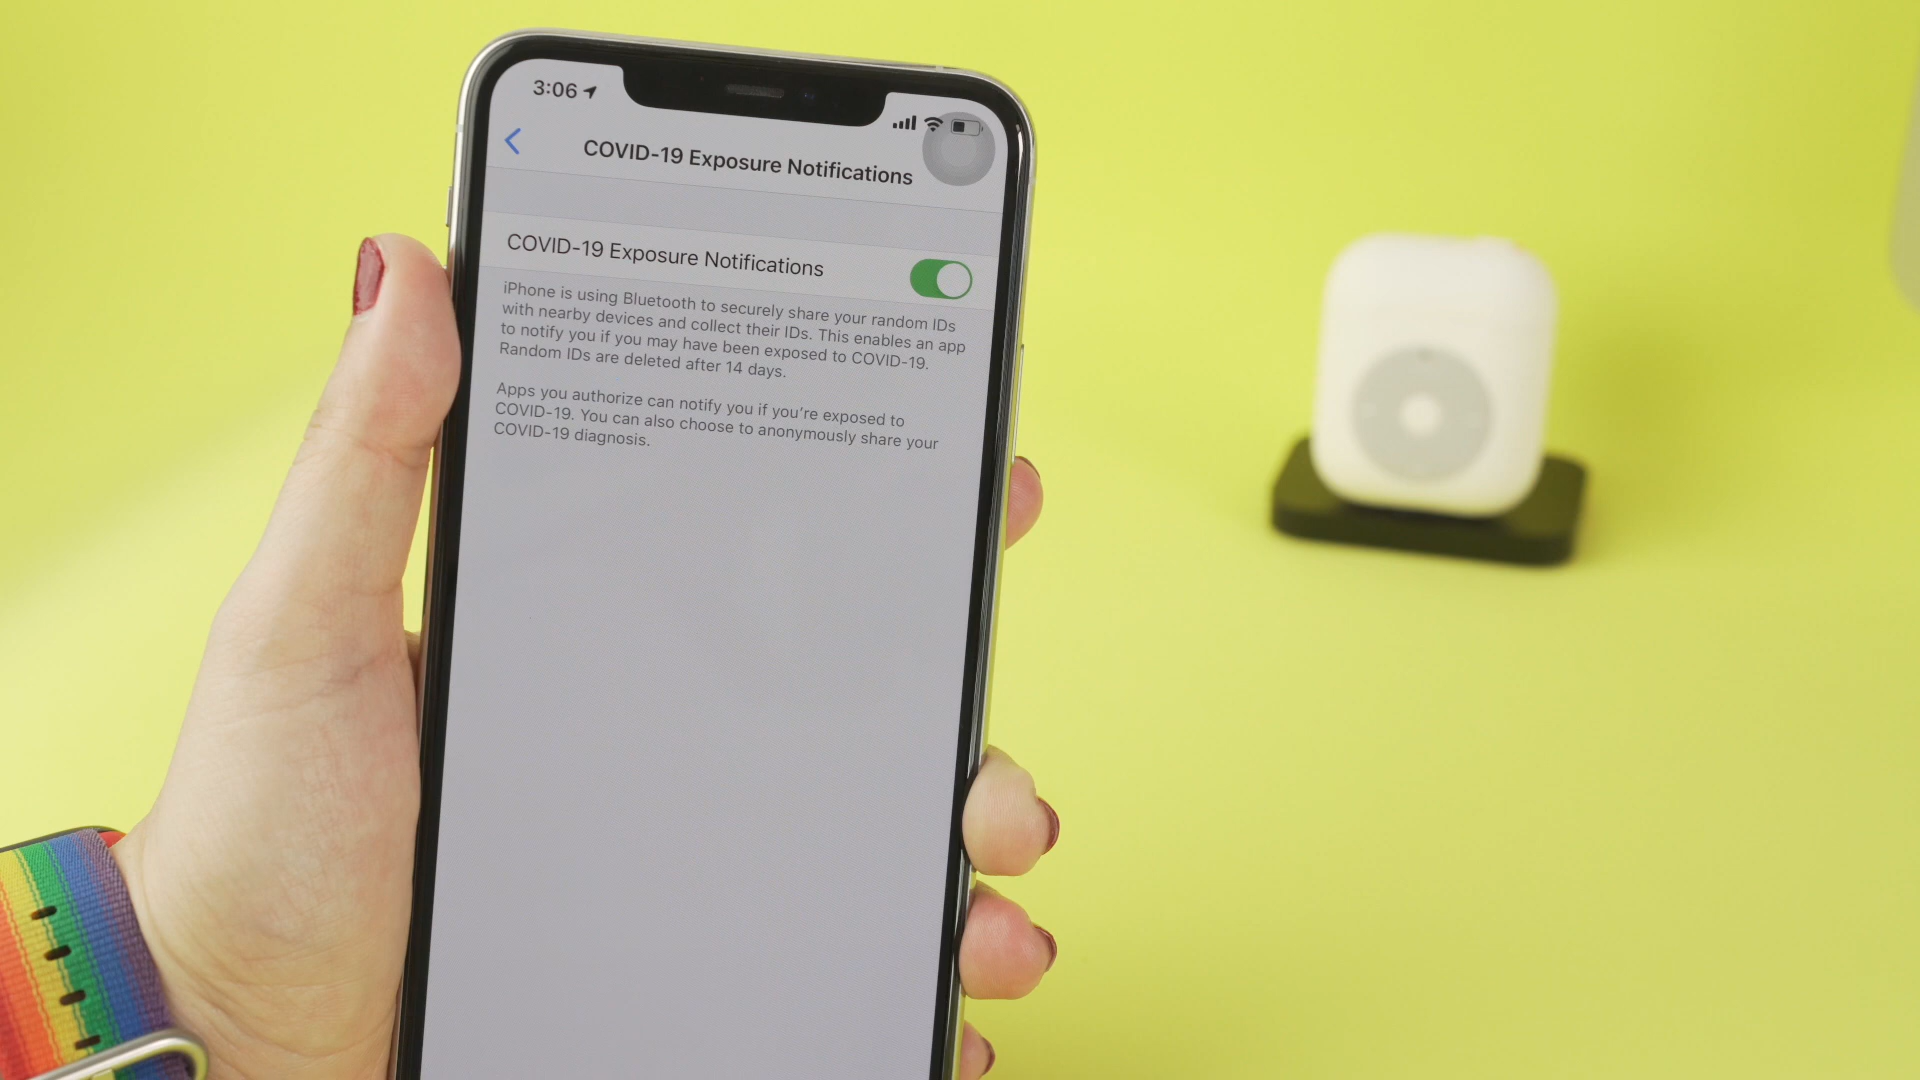 3:06
COVID-19 Exposure Notifications
COVID-19 Exposure Notifications
iPhone is using Bluetooth to securely share your random IDs
with nearby devices and collect their IDs. This enables an app
to notify you if you may have been exposed to COVID-19.
Random IDs are deleted after 14 days.
Apps you authorize can notify you if you’re exposed to
COVID-19. You can also choose to anonymously share your
COVID-19 diagnosis.